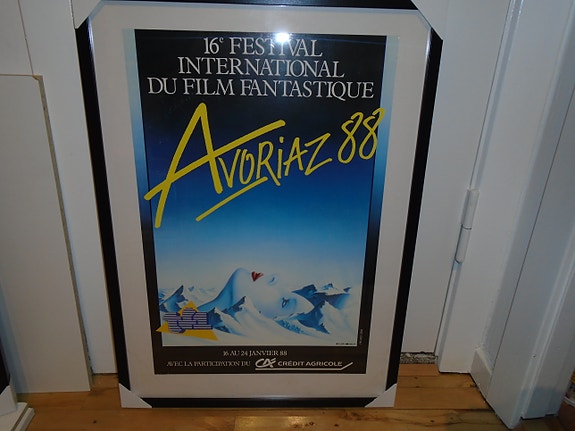 16e FESTIVAL
INTERNATIONAL
DU FILM FANTASTIQUE
AVORIAZ 88
16 AU 24 JANVIER 88
AVEC LA PARTICIPATION DU CA CRÉDIT AGRICOLE